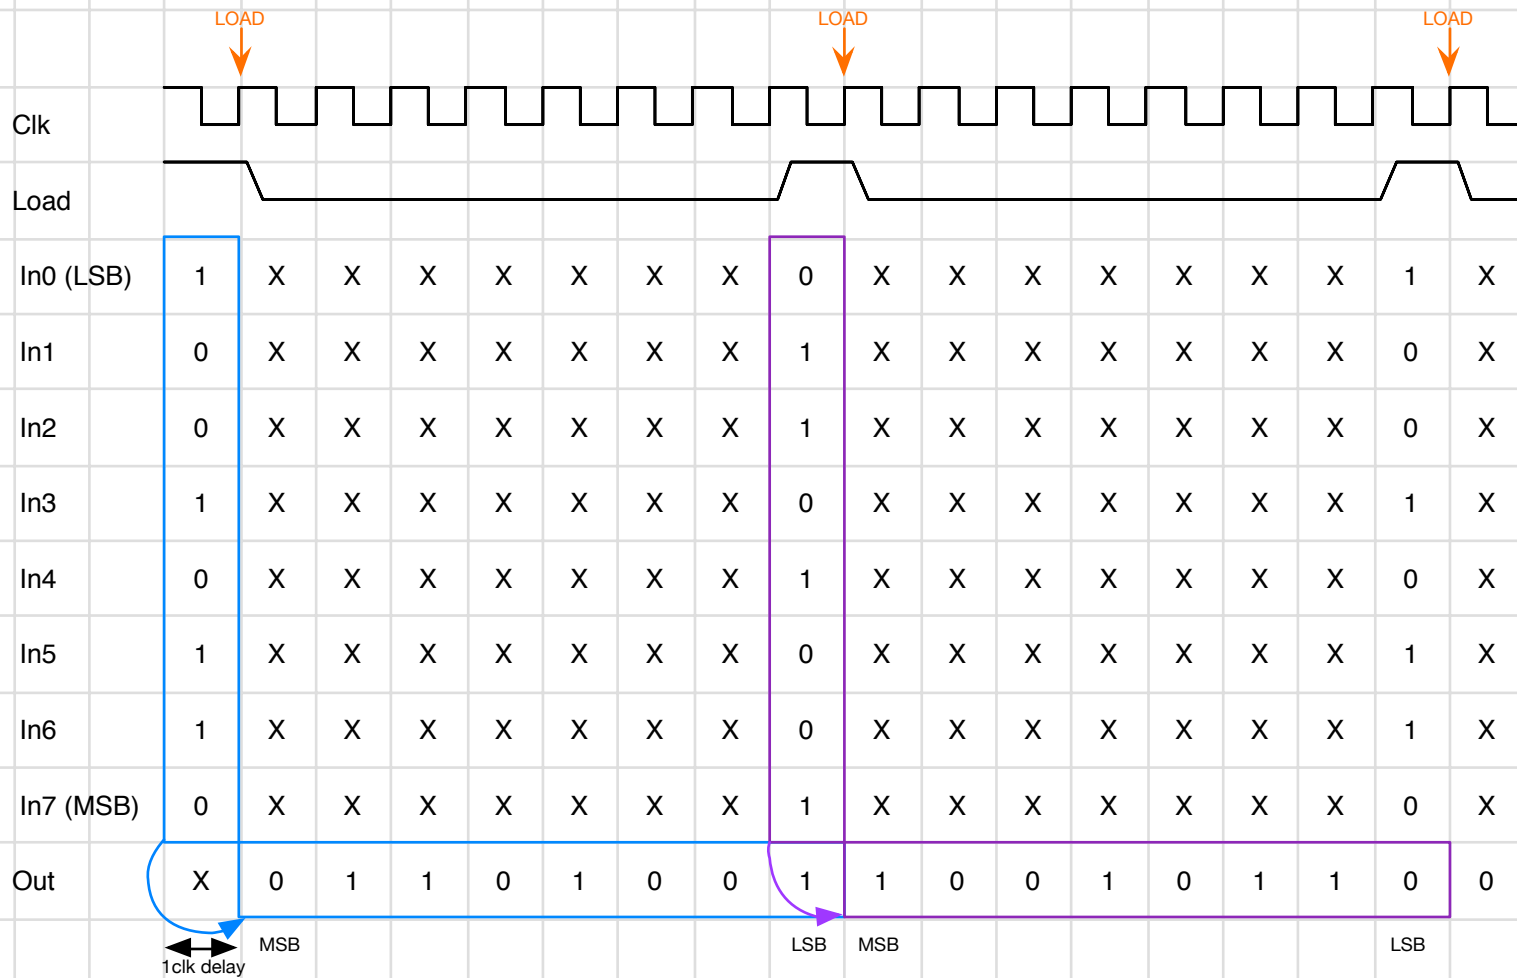 LOAD LOAD LOAD
Clk
Load
In0 (LSB) 1 X X X X X X X 0 X X X X X X X 1 X
In1 0 X X X X X X X 1 X X X X X X X 0 X
In2 0 X X X X X X X 1 X X X X X X X 0 X
In3 1 X X X X X X X 0 X X X X X X X 1 X
In4 0 X X X X X X X 1 X X X X X X X 0 X
In5 1 X X X X X X X 0 X X X X X X X 1 X
In6 1 X X X X X X X 0 X X X X X X X 1 X
In7 (MSB) 0 X X X X X X X 1 X X X X X X X 0 X
Out X 0 1 1 0 1 0 0 1 1 0 0 1 0 1 1 0 0
MSB LSB MSB LSB
1clk delay